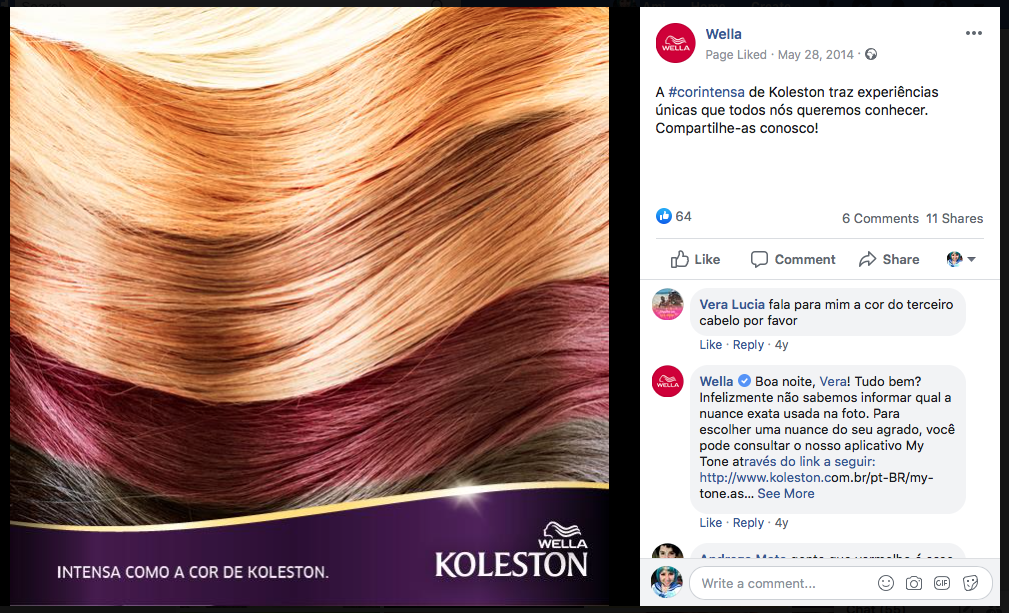 WELLA
KOLESTON
INTENSA COMO A COR DE KOLESTON.
WELLA
Wella
Page Liked · May 28, 2014 ·
A #corintensa de Koleston traz experiências
únicas que todos nós queremos conhecer.
Compartilhe-as conosco!
64
6 Comments 11 Shares
Like Comment Share
Vera Lucia fala para mim a cor do terceiro
cabelo por favor
Like · Reply · 4y
WELLA
Wella Boa noite, Vera! Tudo bem?
Infelizmente não sabemos informar qual a
nuance exata usada na foto. Para
escolher uma nuance do seu agrado, você
pode consultar o nosso aplicativo My
Tone através do link a seguir:
http://www.koleston.com.br/pt-BR/my-
tone.as... See More
Like · Reply · 4y
Write a comment...
GIF